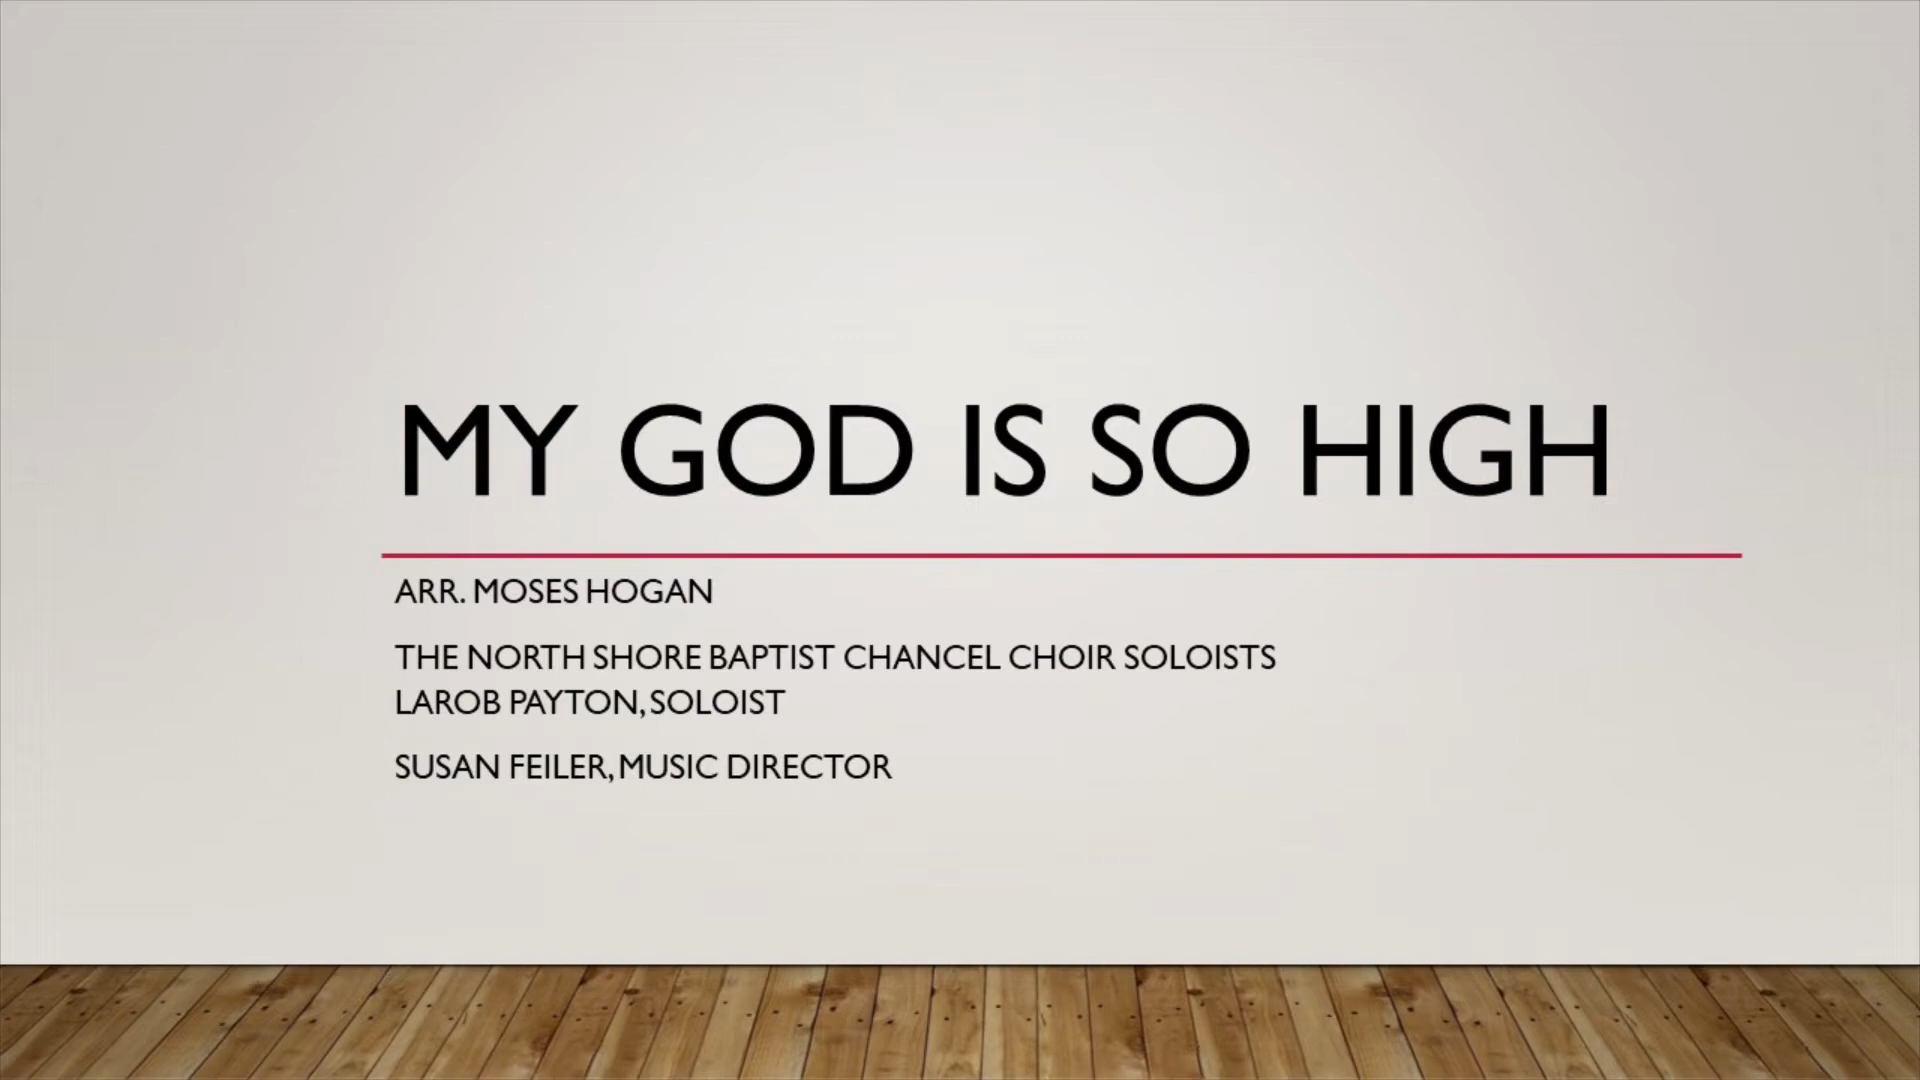 MY GOD IS SO HIGH
ARR. MOSES HOGAN
THE NORTH SHORE BAPTIST CHANCEL CHOIR SOLOISTS
LAROB PAYTON, SOLOIST
SUSAN FEILER, MUSIC DIRECTOR